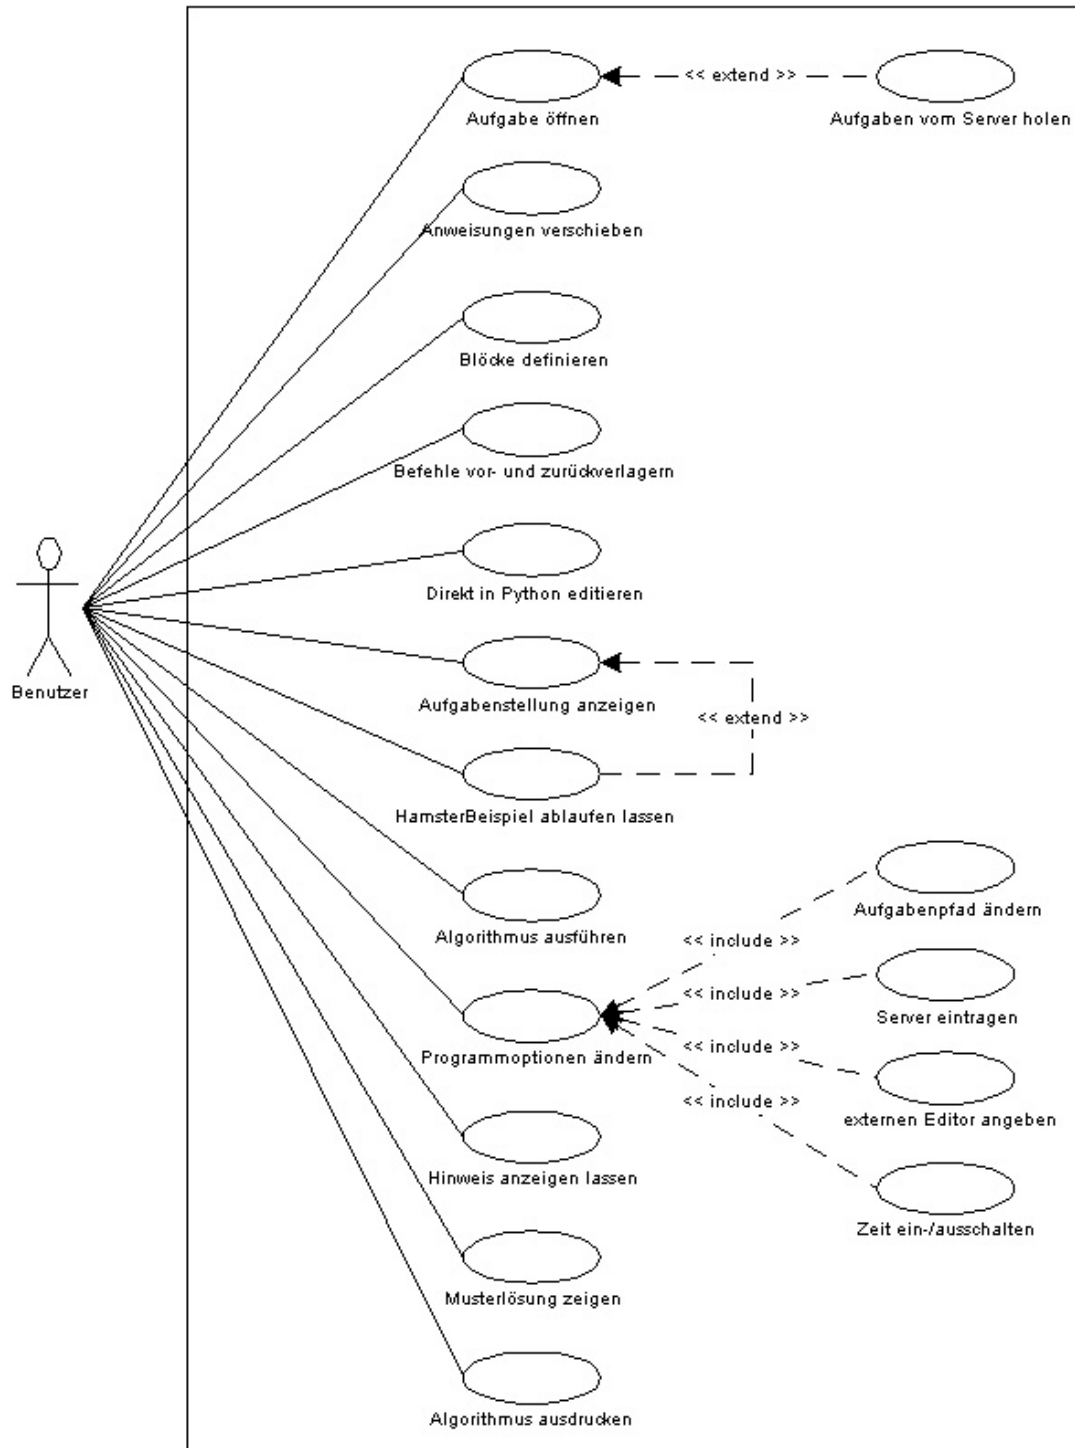 << extend >>
Aufgabe öffnen
Aufgaben vom Server holen
Anweisungen verschieben
Blöcke definieren
Befehle vor- und zurückverlagern
Direkt in Python editieren
Benutzer
Aufgabenstellung anzeigen
<< extend >>
HamsterBeispiel ablaufen lassen
Aufgabenpfad ändern
Algorithmus ausführen
<< include >>
<< include >>
Server eintragen
<< include >>
Programmoptionen ändern
<< include >>
externen Editor angeben
Hinweis anzeigen lassen
Zeit ein-/ausschalten
Musterlösung zeigen
Algorithmus ausdrucken